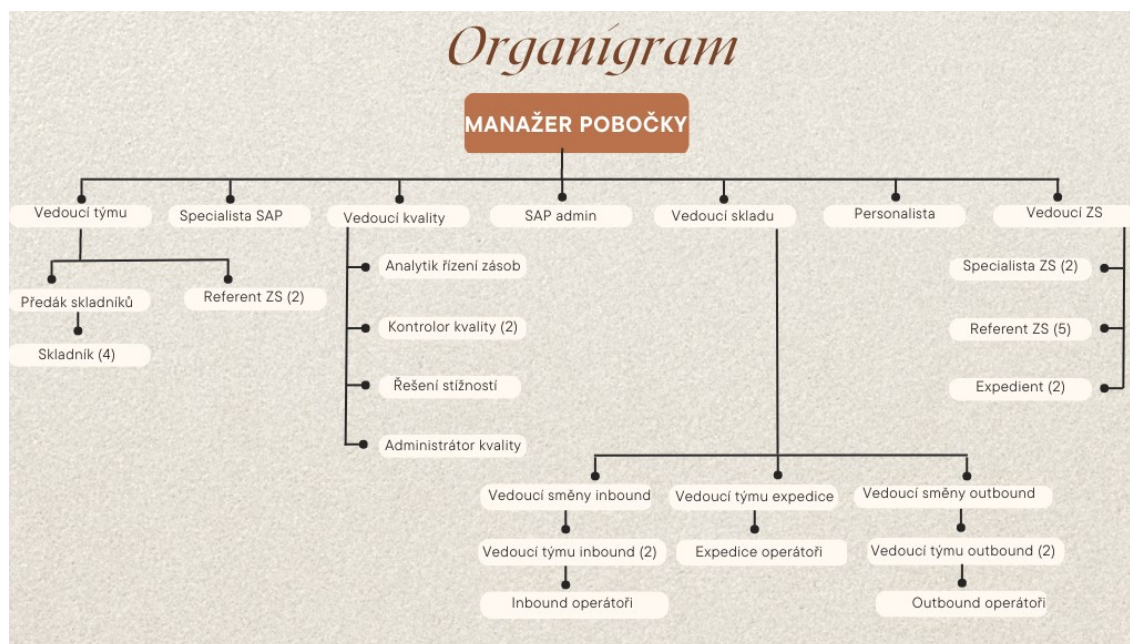 Organigram
MANAŽER POBOČKY
Vedoucí týmu
Specialista SAP
Vedoucí kvality
SAP admin
Vedoucí skladu
Personalista
Vedoucí ZS
Předák skladníků
Skladník (4)
Referent ZS (2)
Analytik řízení zásob
Kontrolor kvality (2)
Řešení stížností
Administrátor kvality
Vedoucí směny inbound
Vedoucí týmu inbound (2)
Inbound operátoři
Vedoucí týmu expedice
Expedice operátoři
Vedoucí směny outbound
Vedoucí týmu outbound (2)
Outbound operátoři
Specialista ZS (2)
Referent ZS (5)
Expedient (2)